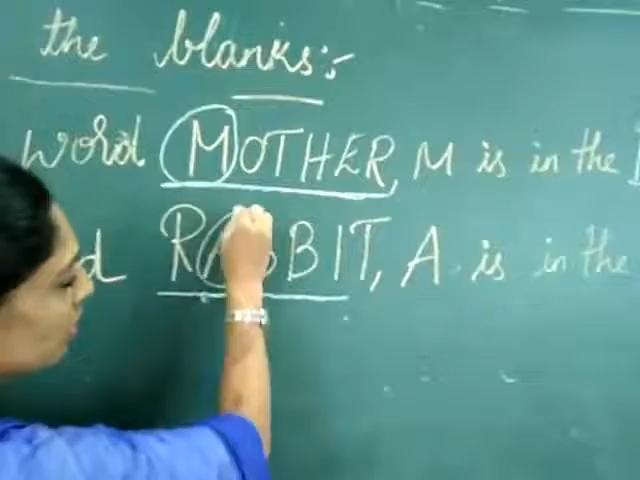 the blanks:-
word MOTHER, M is in the
RABBIT, A is in the